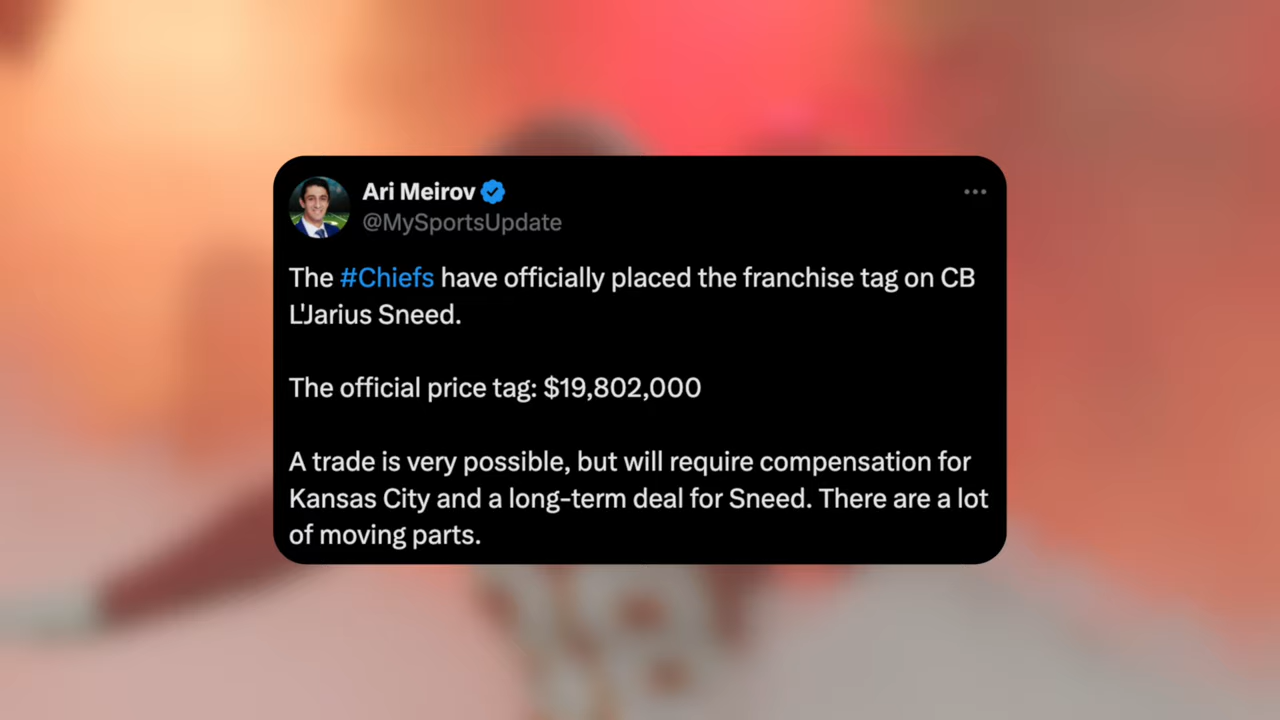 Ari Meirov
@MySportsUpdate
The #Chiefs have officially placed the franchise tag on CB
L'Jarius Sneed.
The official price tag: $19,802,000
A trade is very possible, but will require compensation for
Kansas City and a long-term deal for Sneed. There are a lot
of moving parts.